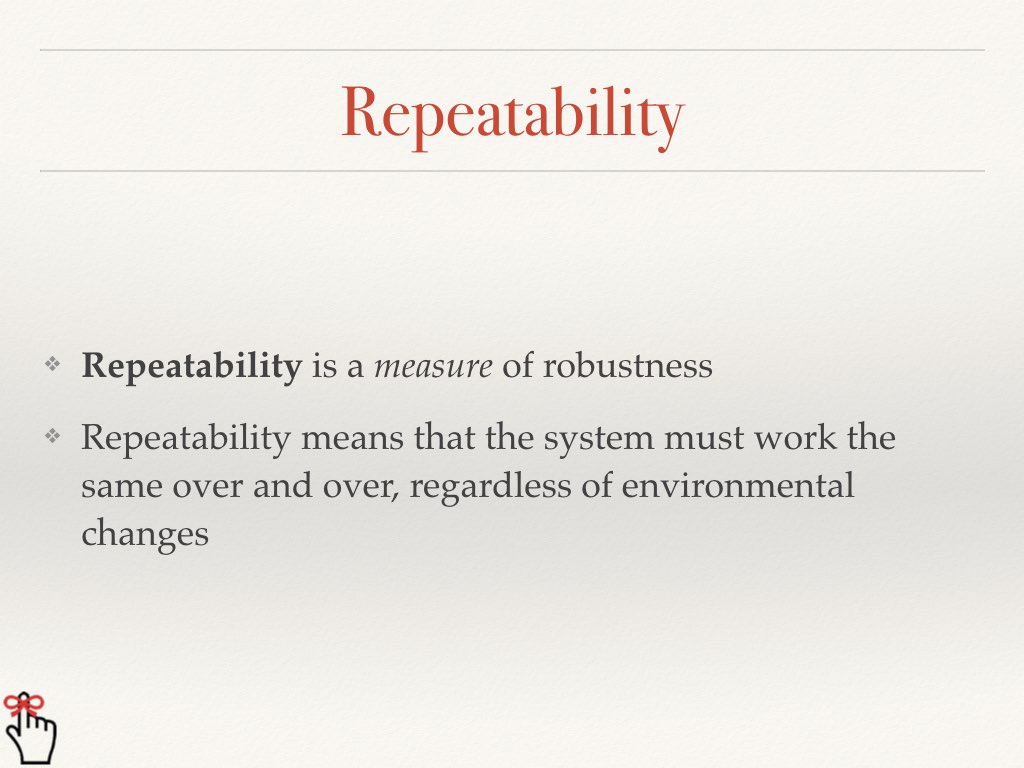 Repeatability
Repeatability is a measure of robustness
Repeatability means that the system must work the
same over and over, regardless of environmental
changes